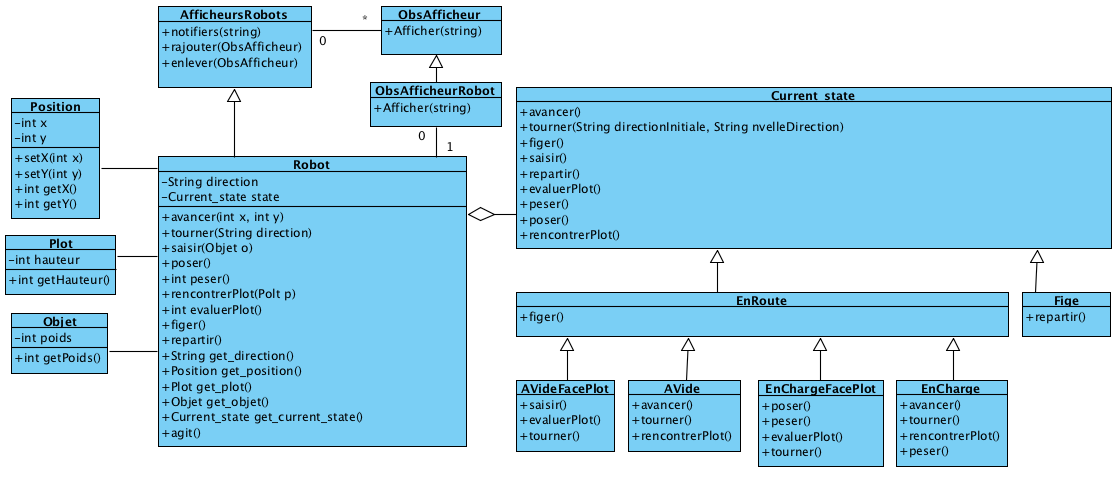 AfficheursRobots
+notifiers(string)
+rajouter(ObsAfficheur)
+enlever(ObsAfficheur)
0
*
ObsAfficheur
+Afficher(string)
ObsAfficheurRobot
+Afficher(string)
0
1
Position
-int x
-int y
+setX(int x)
+setY(int y)
+int getX()
+int getY()
Plot
-int hauteur
+int getHauteur()
Objet
-int poids
+int getPoids()
Robot
-String direction
-Current_state state
+avancer(int x, int y)
+tourner(String direction)
+saisir(Objet o)
+poser()
+int peser()
+rencontrerPlot(Polt p)
+int evaluerPlot()
+figer()
+repartir()
+String get_direction()
+Position get_position()
+Plot get_plot()
+Objet get_objet()
+Current_state get_current_state()
+agit()
Current_state
+avancer()
+tourner(String directionInitiale, String nvelleDirection)
+figer()
+saisir()
+repartir()
+evaluerPlot()
+peser()
+poser()
+rencontrerPlot()
EnRoute
+figer()
Fige
+repartir()
AVideFacePlot
+saisir()
+evaluerPlot()
+tourner()
AVide
+avancer()
+tourner()
+rencontrerPlot()
EnChargeFacePlot
+poser()
+peser()
+evaluerPlot()
+tourner()
EnCharge
+avancer()
+tourner()
+rencontrerPlot()
+peser()